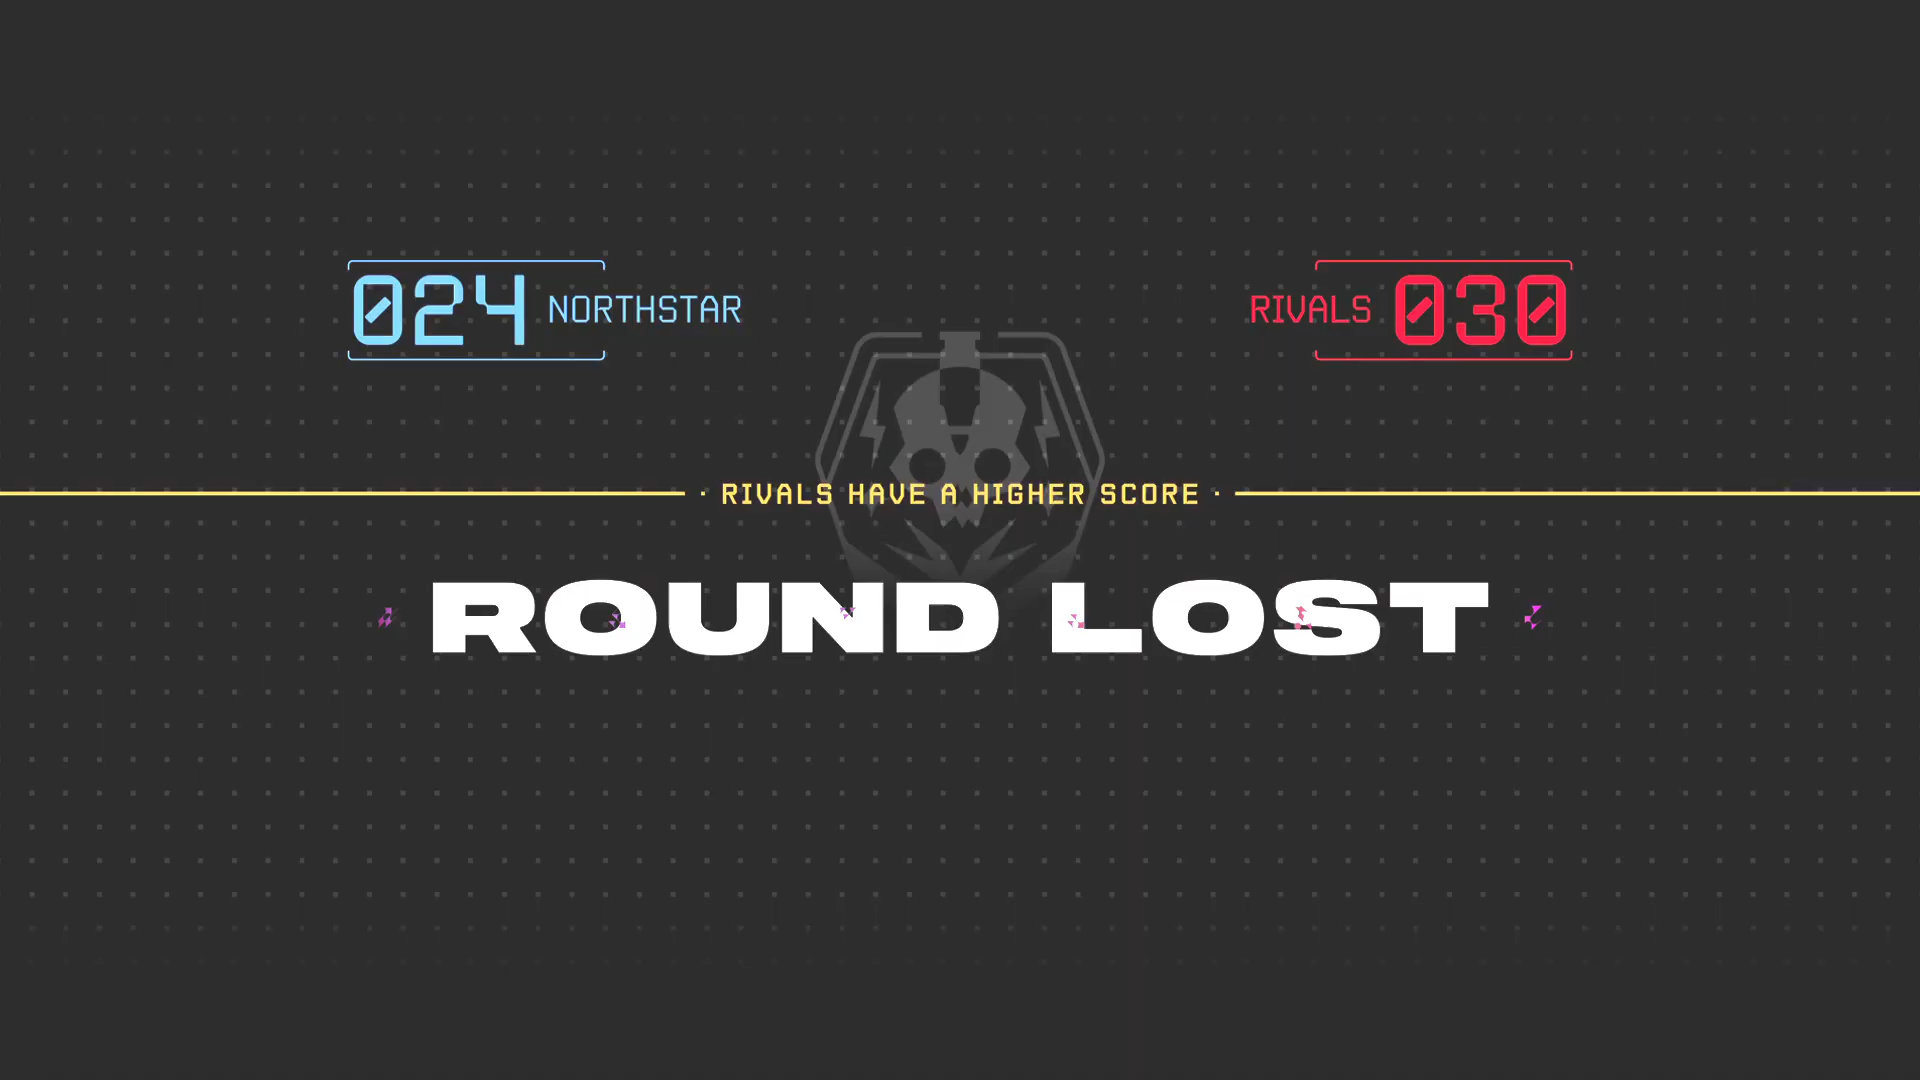 024 NORTHSTAR
RIVALS 030
· RIVALS HAVE A HIGHER SCORE ·
ROUND LOST